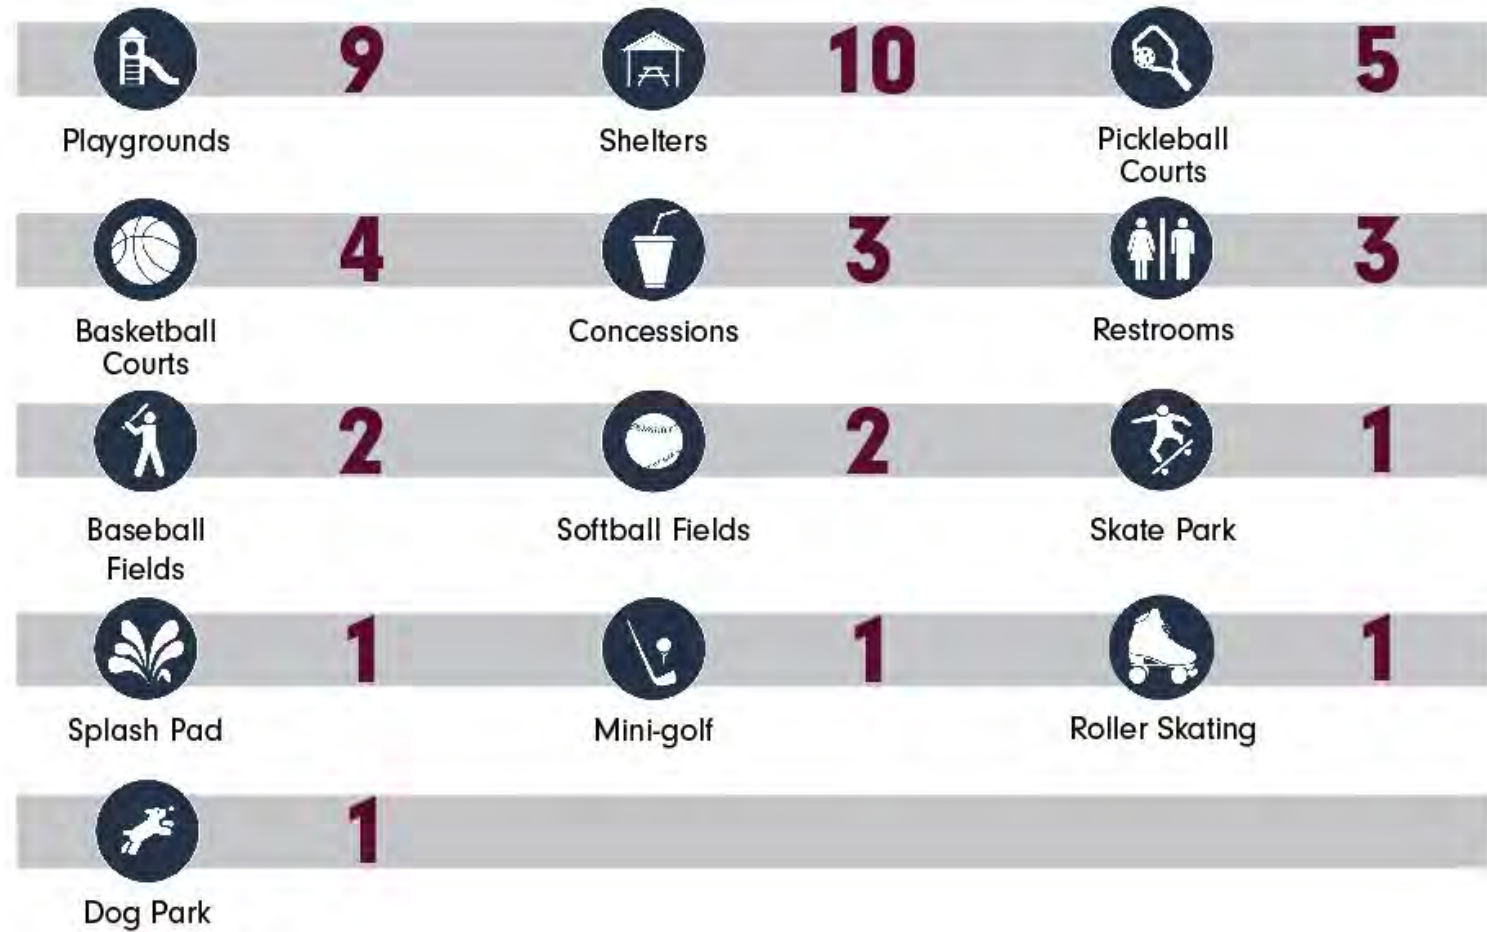 9
10
5
Playgrounds
Shelters
Pickleball
Courts
4
3
3
Basketball
Courts
Concessions
Restrooms
2
2
1
Baseball
Fields
Softball Fields
Skate Park
1
1
1
Splash Pad
Mini-golf
Roller Skating
1
Dog Park